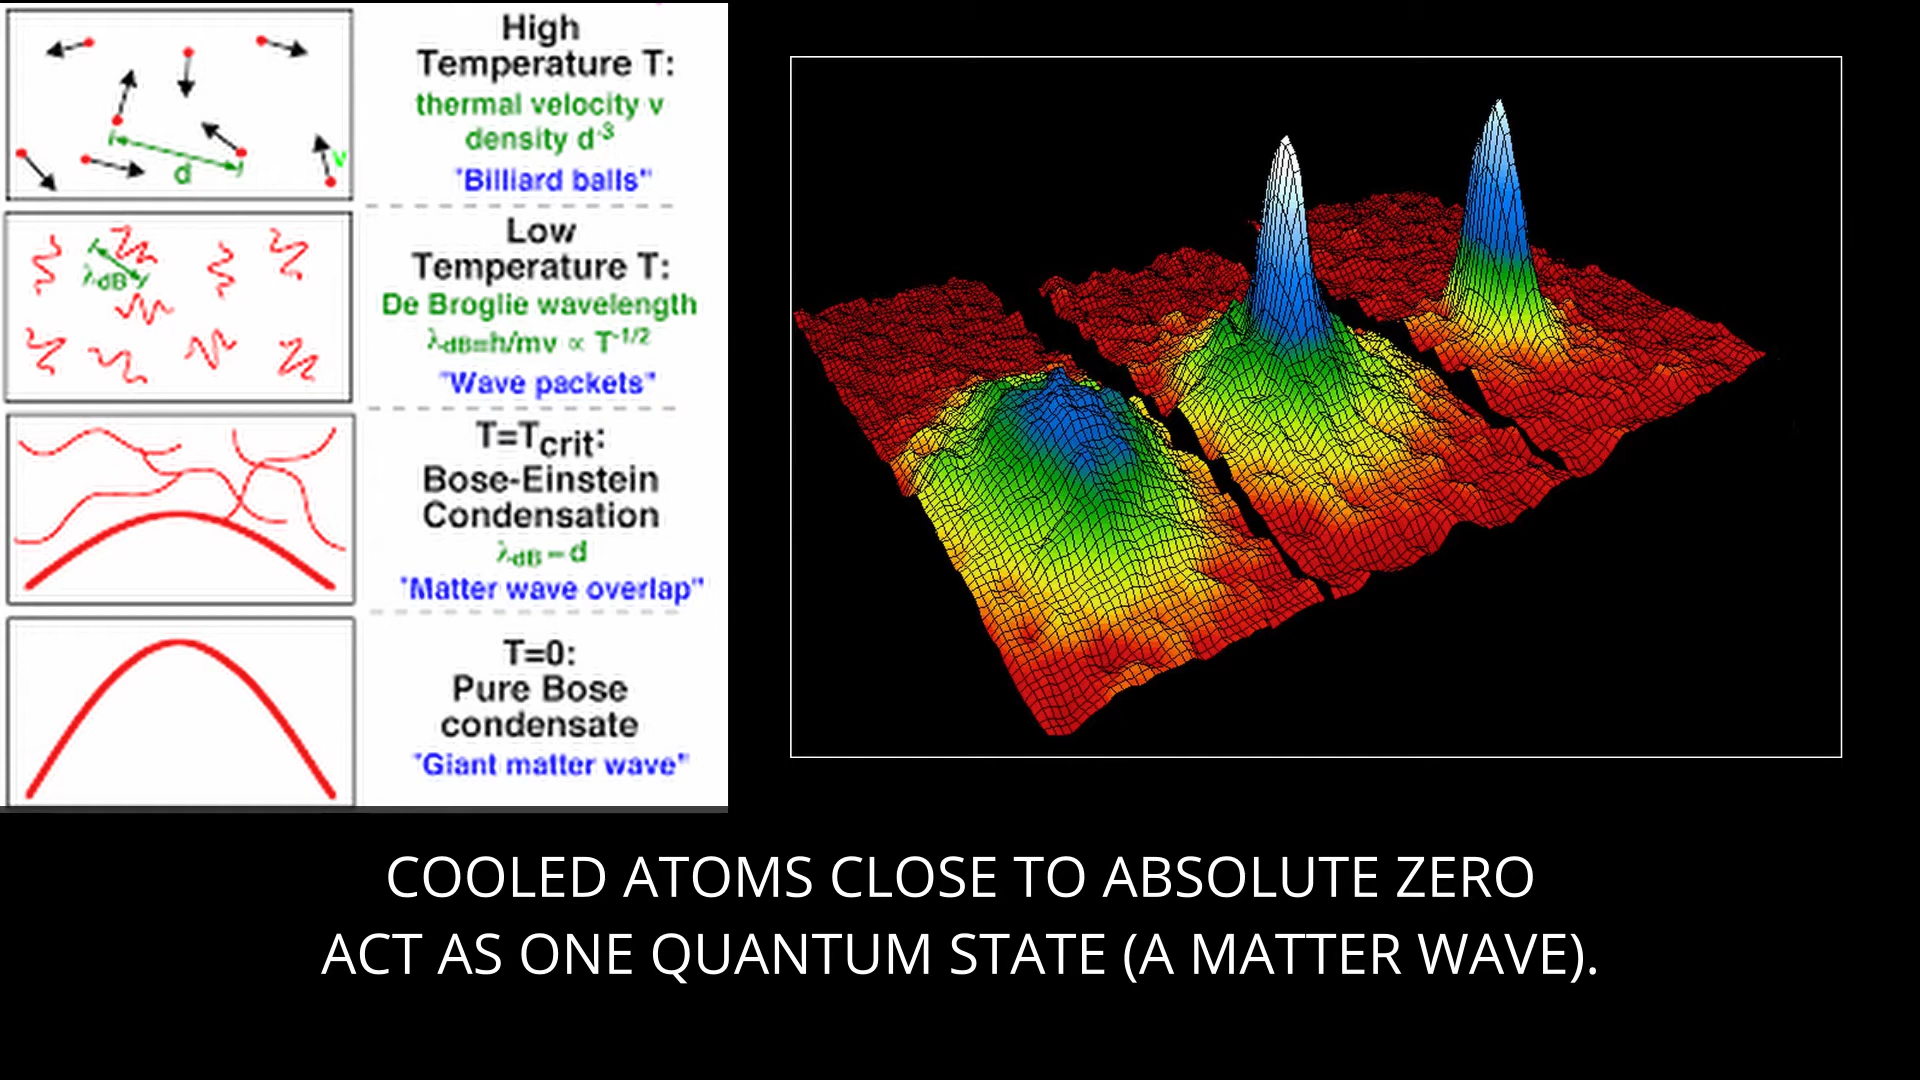 High
Temperature T:
thermal velocity v
density d⁻³
"Billiard balls"
d
v
Low
Temperature T:
De Broglie wavelength
λdB=h/mv ∝ T⁻¹/²
"Wave packets"
λdB
T=Tcrit:
Bose-Einstein
Condensation
λdB = d
"Matter wave overlap"
T=0:
Pure Bose
condensate
"Giant matter wave"
COOLED ATOMS CLOSE TO ABSOLUTE ZERO
ACT AS ONE QUANTUM STATE (A MATTER WAVE).